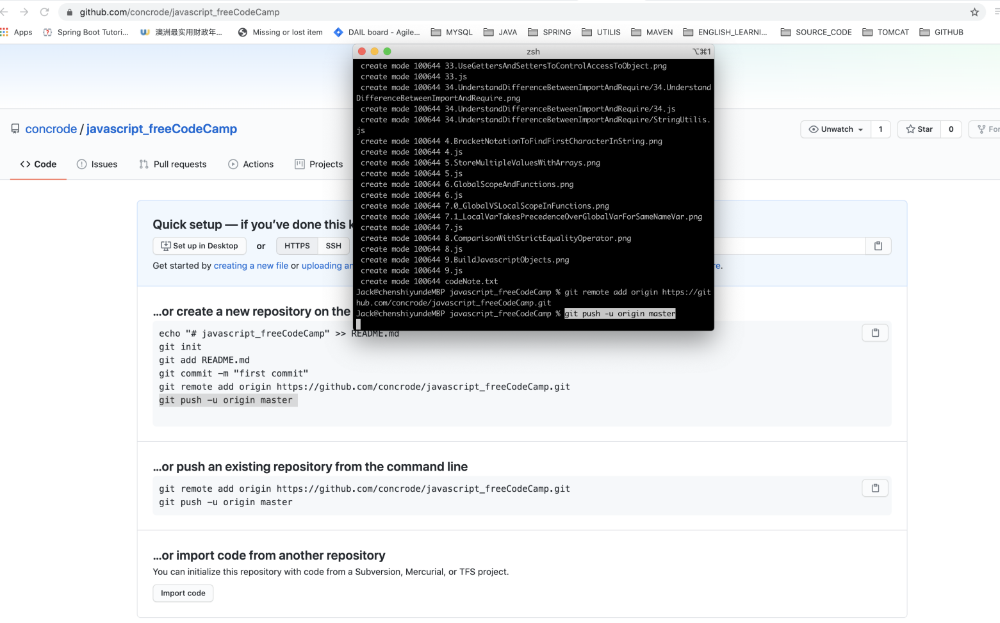 github.com/concrode/javascript_freeCodeCamp
Apps
Spring Boot Tutori...
澳洲最实用财政年...
Missing or lost item
DAIL board - Agile...
MYSQL
JAVA
SPRING
UTILIS
MAVEN
ENGLISH_LEARNI...
SOURCE_CODE
TOMCAT
GITHUB
zsh
⌥⌘1
create mode 100644 33.UseGettersAndSettersToControlAccessToObject.png
create mode 100644 33.js
create mode 100644 34.UnderstandDifferenceBetweenImportAndRequire/34.Understand
DifferenceBetweenImportAndRequire.png
create mode 100644 34.UnderstandDifferenceBetweenImportAndRequire/34.js
create mode 100644 34.UnderstandDifferenceBetweenImportAndRequire/StringUtilis.
js
create mode 100644 4.BracketNotationToFindFirstCharacterInString.png
create mode 100644 4.js
create mode 100644 5.StoreMultipleValuesWithArrays.png
create mode 100644 5.js
create mode 100644 6.GlobalScopeAndFunctions.png
create mode 100644 6.js
create mode 100644 7.0_GlobalVSLocalScopeInFunctions.png
create mode 100644 7.1_LocalVarTakesPrecedenceOverGlobalVarForSameNameVar.png
create mode 100644 7.js
create mode 100644 8.ComparisonWithStrictEqualityOperator.png
create mode 100644 8.js
create mode 100644 9.BuildJavascriptObjects.png
create mode 100644 9.js
create mode 100644 codeNote.txt
Jack@chenshiyundeMBP javascript_freeCodeCamp % git remote add origin https://git
hub.com/concrode/javascript_freeCodeCamp.git
Jack@chenshiyundeMBP javascript_freeCodeCamp % git push -u origin master
concrode / javascript_freeCodeCamp
Unwatch
1
Star
0
For
Code
Issues
Pull requests
Actions
Projects
Quick setup — if you've done this k
Set up in Desktop
or
HTTPS
SSH
Get started by creating a new file or uploading an
re.
...or create a new repository on the
echo "# javascript_freeCodeCamp" >> README.md
git init
git add README.md
git commit -m "first commit"
git remote add origin https://github.com/concrode/javascript_freeCodeCamp.git
git push -u origin master
...or push an existing repository from the command line
git remote add origin https://github.com/concrode/javascript_freeCodeCamp.git
git push -u origin master
...or import code from another repository
You can initialize this repository with code from a Subversion, Mercurial, or TFS project.
Import code